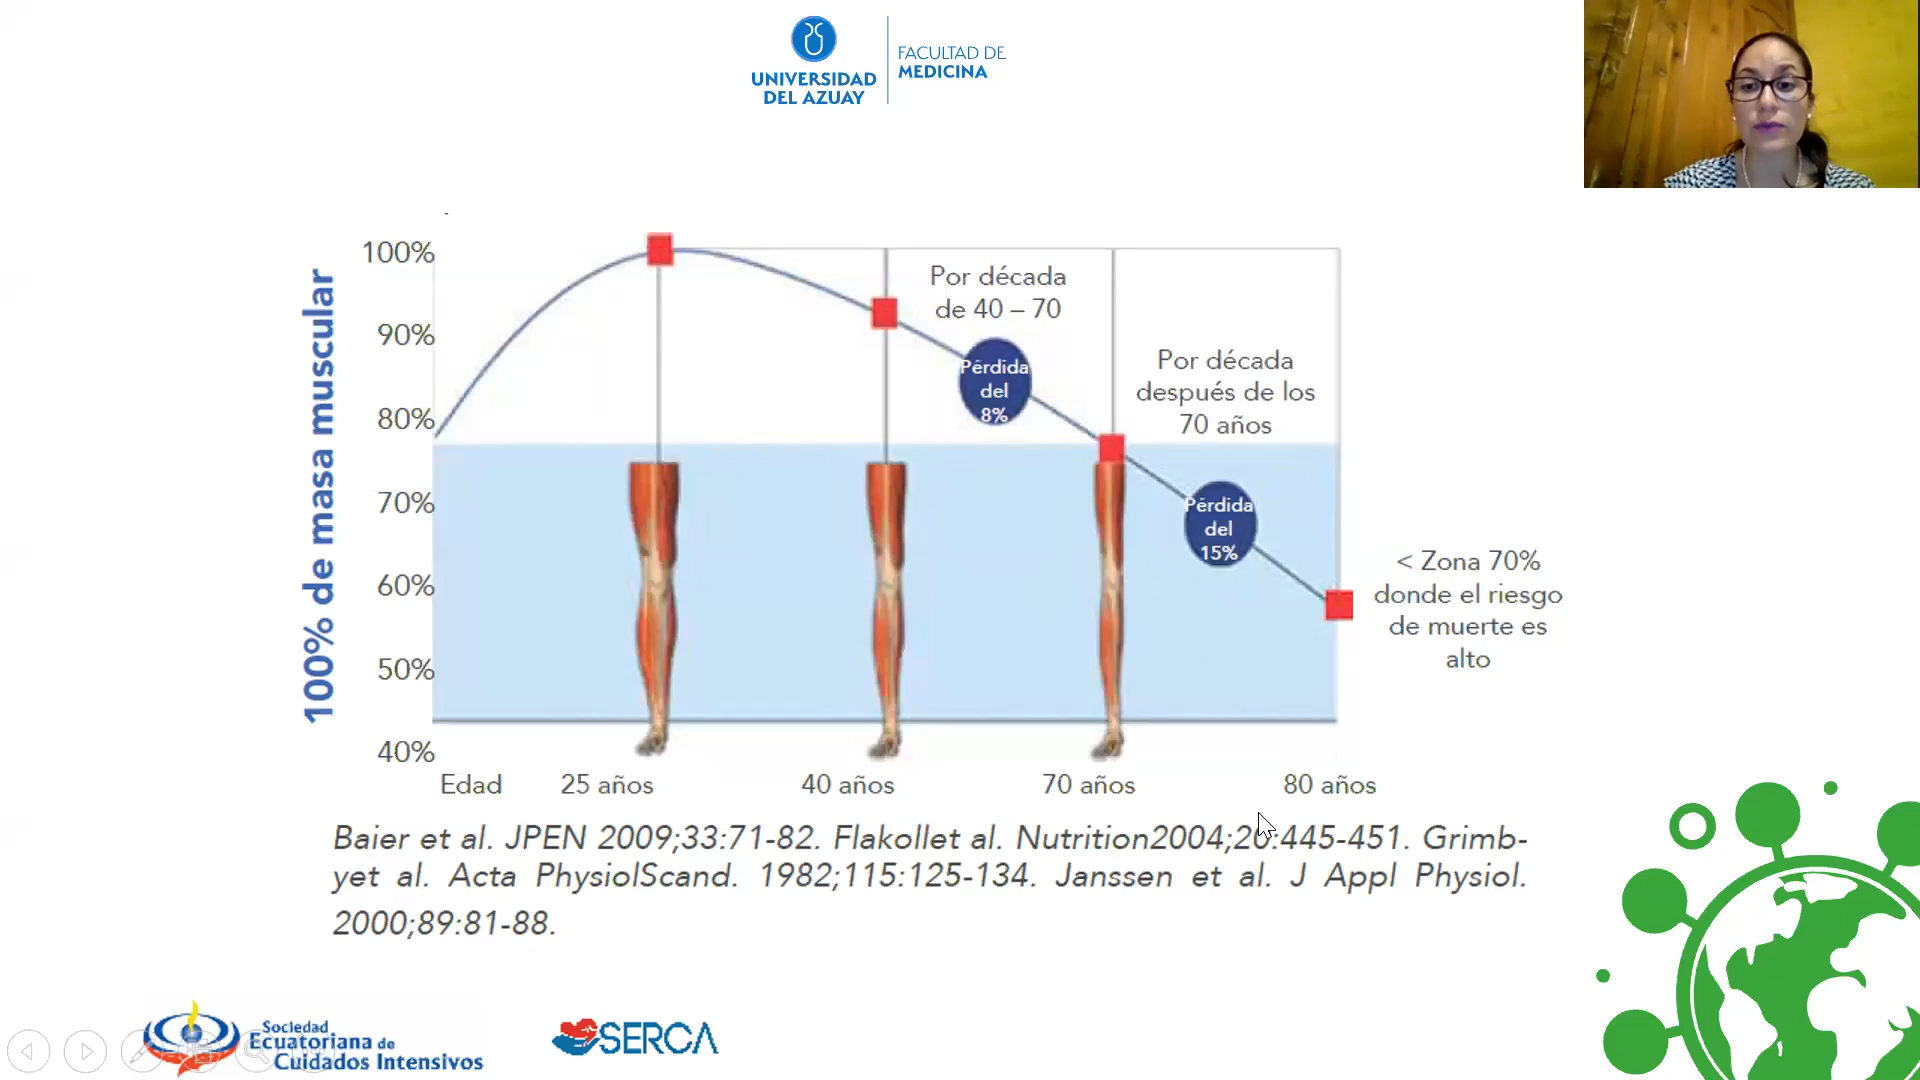 UNIVERSIDAD
DEL AZUAY
FACULTAD DE
MEDICINA
100% de masa muscular
100%
90%
80%
70%
60%
50%
40%
Por década
de 40 – 70
Pérdida
del
8%
Por década
después de los
70 años
Pérdida
del
15%
< Zona 70%
donde el riesgo
de muerte es
alto
Edad 25 años 40 años 70 años 80 años
Baier et al. JPEN 2009;33:71-82. Flakollet al. Nutrition2004;20:445-451. Grimb-
yet al. Acta PhysiolScand. 1982;115:125-134. Janssen et al. J Appl Physiol.
2000;89:81-88.
Sociedad
Ecuatoriana de
Cuidados Intensivos
SERCA